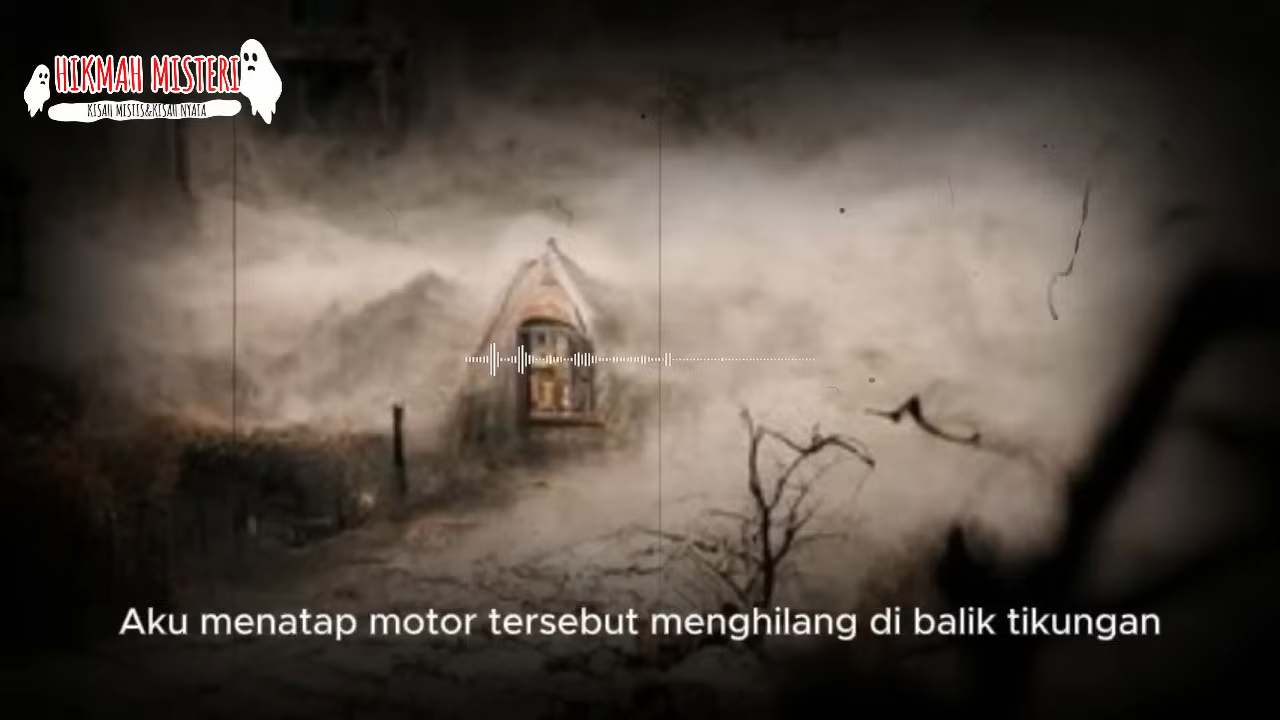 HIKMAH MISTERI
KISAH MISTIS&KISAH NYATA
Aku menatap motor tersebut menghilang di balik tikungan